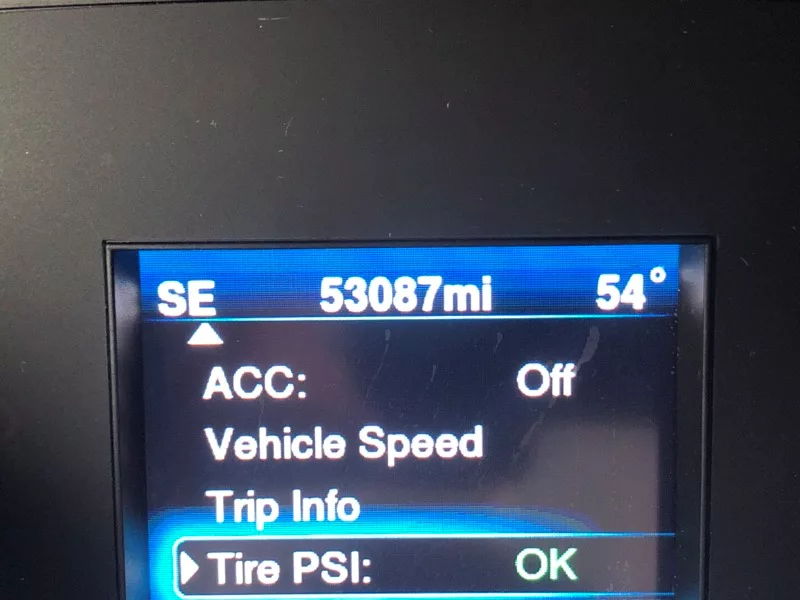 SE 53087mi 54°
ACC: Off
Vehicle Speed
Trip Info
Tire PSI: OK